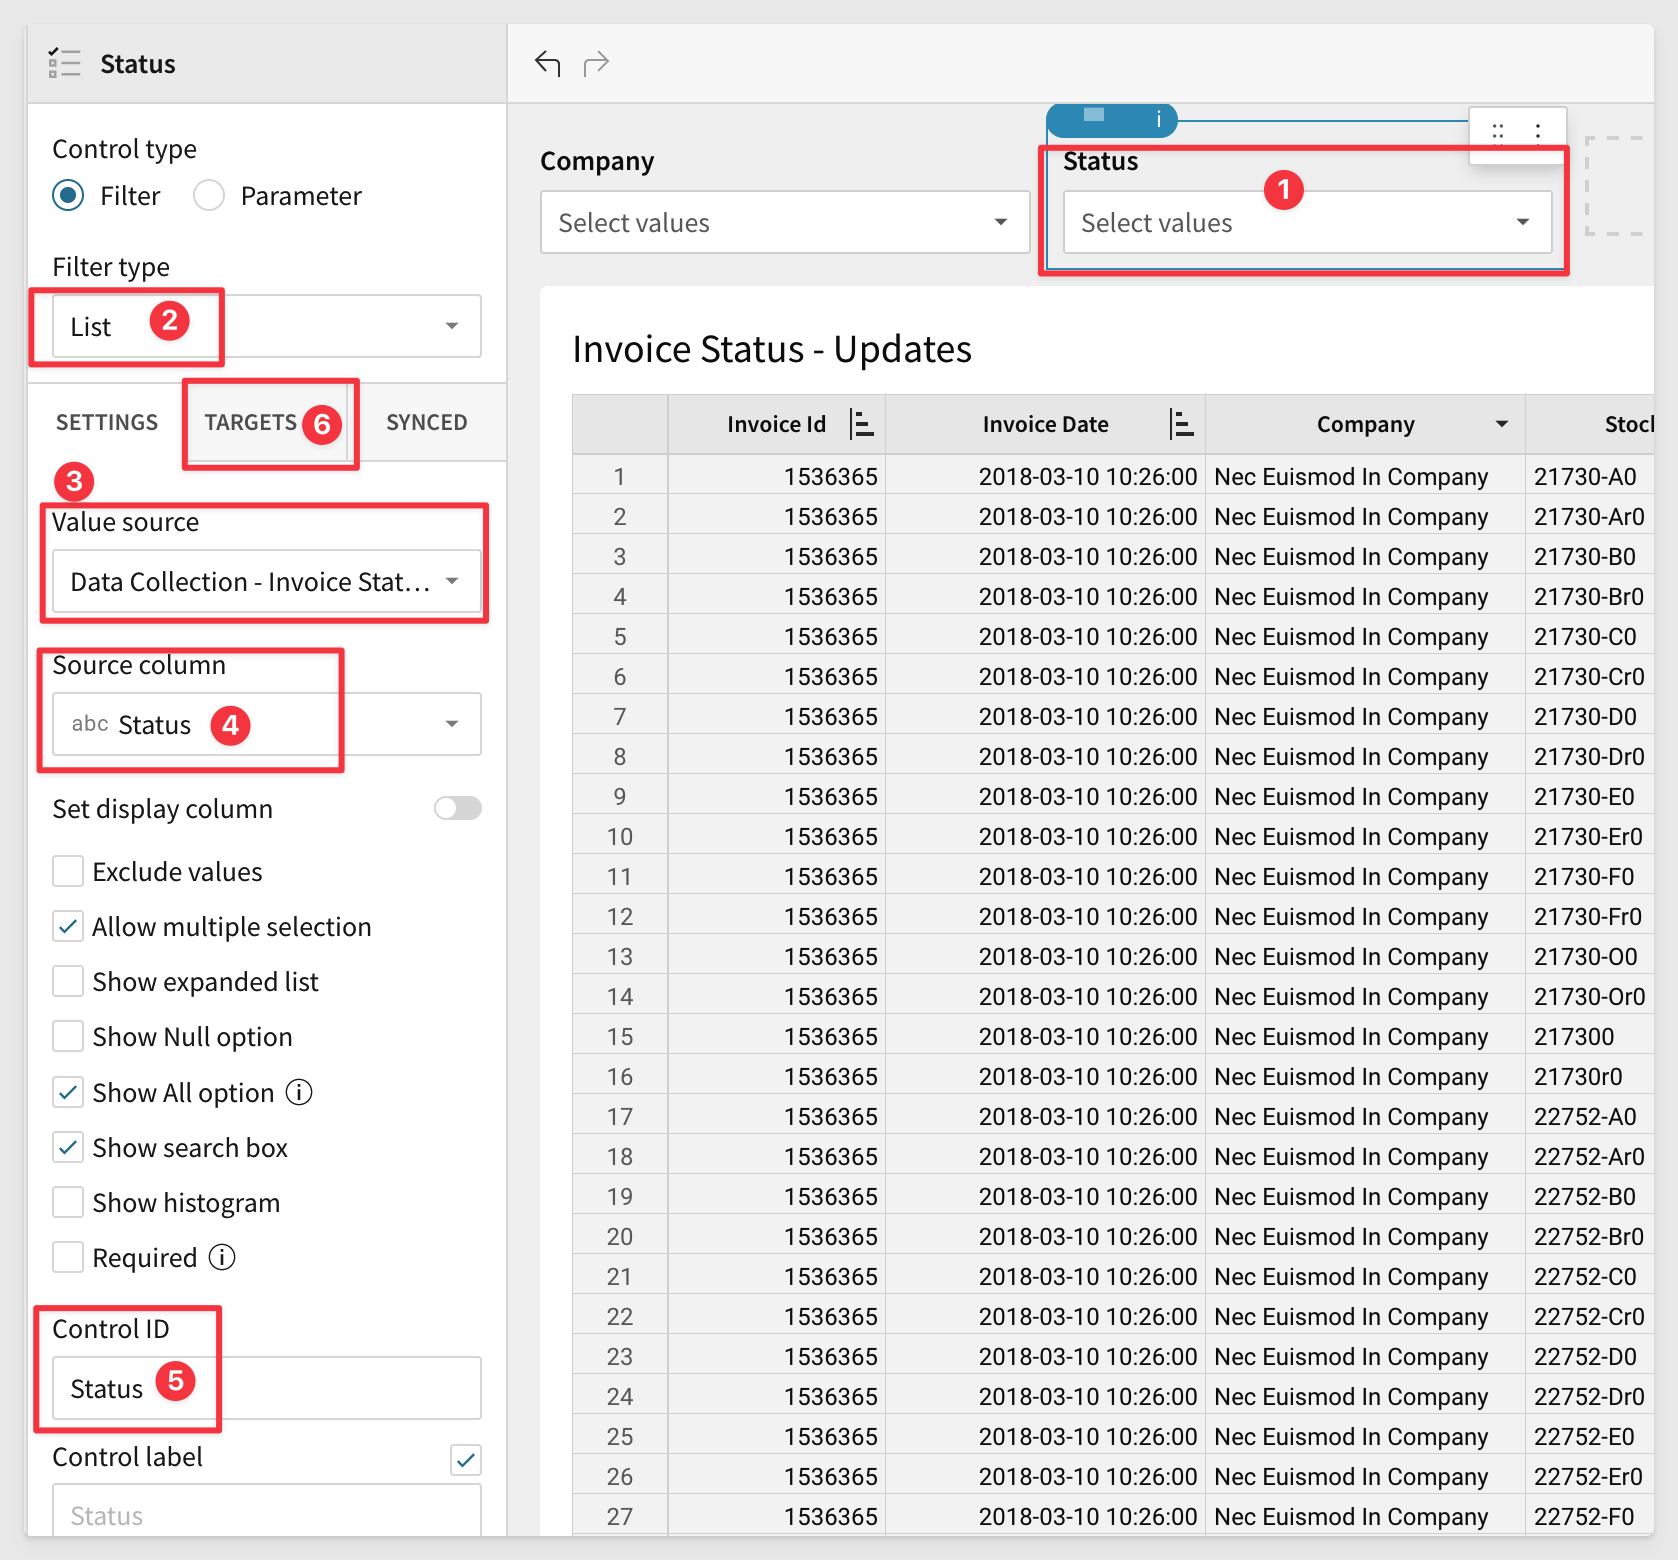 Status
Control type
Filter
Parameter
Filter type
List
2
SETTINGS
TARGETS
6
SYNCED
3
Value source
Data Collection - Invoice Stat...
Source column
abc Status
4
Set display column
Exclude values
Allow multiple selection
Show expanded list
Show Null option
Show All option
Show search box
Show histogram
Required
Control ID
Status
5
Control label
Status
Company
Select values
Status
1
Select values
Invoice Status - Updates
Invoice Id Invoice Date Company Stock
1 1536365 2018-03-10 10:26:00 Nec Euismod In Company 21730-A0
2 1536365 2018-03-10 10:26:00 Nec Euismod In Company 21730-Ar0
3 1536365 2018-03-10 10:26:00 Nec Euismod In Company 21730-B0
4 1536365 2018-03-10 10:26:00 Nec Euismod In Company 21730-Br0
5 1536365 2018-03-10 10:26:00 Nec Euismod In Company 21730-C0
6 1536365 2018-03-10 10:26:00 Nec Euismod In Company 21730-Cr0
7 1536365 2018-03-10 10:26:00 Nec Euismod In Company 21730-D0
8 1536365 2018-03-10 10:26:00 Nec Euismod In Company 21730-Dr0
9 1536365 2018-03-10 10:26:00 Nec Euismod In Company 21730-E0
10 1536365 2018-03-10 10:26:00 Nec Euismod In Company 21730-Er0
11 1536365 2018-03-10 10:26:00 Nec Euismod In Company 21730-F0
12 1536365 2018-03-10 10:26:00 Nec Euismod In Company 21730-Fr0
13 1536365 2018-03-10 10:26:00 Nec Euismod In Company 21730-O0
14 1536365 2018-03-10 10:26:00 Nec Euismod In Company 21730-Or0
15 1536365 2018-03-10 10:26:00 Nec Euismod In Company 217300
16 1536365 2018-03-10 10:26:00 Nec Euismod In Company 21730r0
17 1536365 2018-03-10 10:26:00 Nec Euismod In Company 22752-A0
18 1536365 2018-03-10 10:26:00 Nec Euismod In Company 22752-Ar0
19 1536365 2018-03-10 10:26:00 Nec Euismod In Company 22752-B0
20 1536365 2018-03-10 10:26:00 Nec Euismod In Company 22752-Br0
21 1536365 2018-03-10 10:26:00 Nec Euismod In Company 22752-C0
22 1536365 2018-03-10 10:26:00 Nec Euismod In Company 22752-Cr0
23 1536365 2018-03-10 10:26:00 Nec Euismod In Company 22752-D0
24 1536365 2018-03-10 10:26:00 Nec Euismod In Company 22752-Dr0
25 1536365 2018-03-10 10:26:00 Nec Euismod In Company 22752-E0
26 1536365 2018-03-10 10:26:00 Nec Euismod In Company 22752-Er0
27 1536365 2018-03-10 10:26:00 Nec Euismod In Company 22752-F0